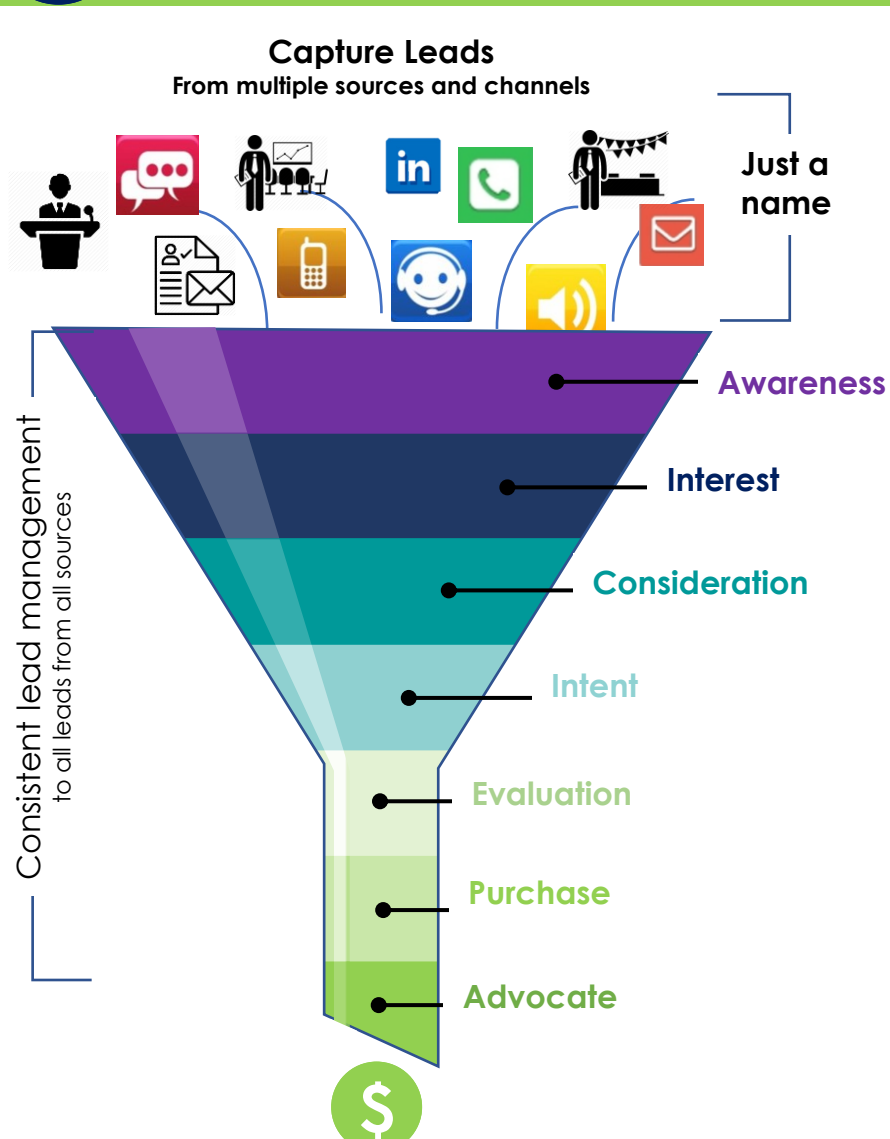 Capture Leads
From multiple sources and channels
Just a
name
in
Awareness
Interest
Consideration
Intent
Evaluation
Purchase
Advocate
Consistent lead management
to all leads from all sources
$